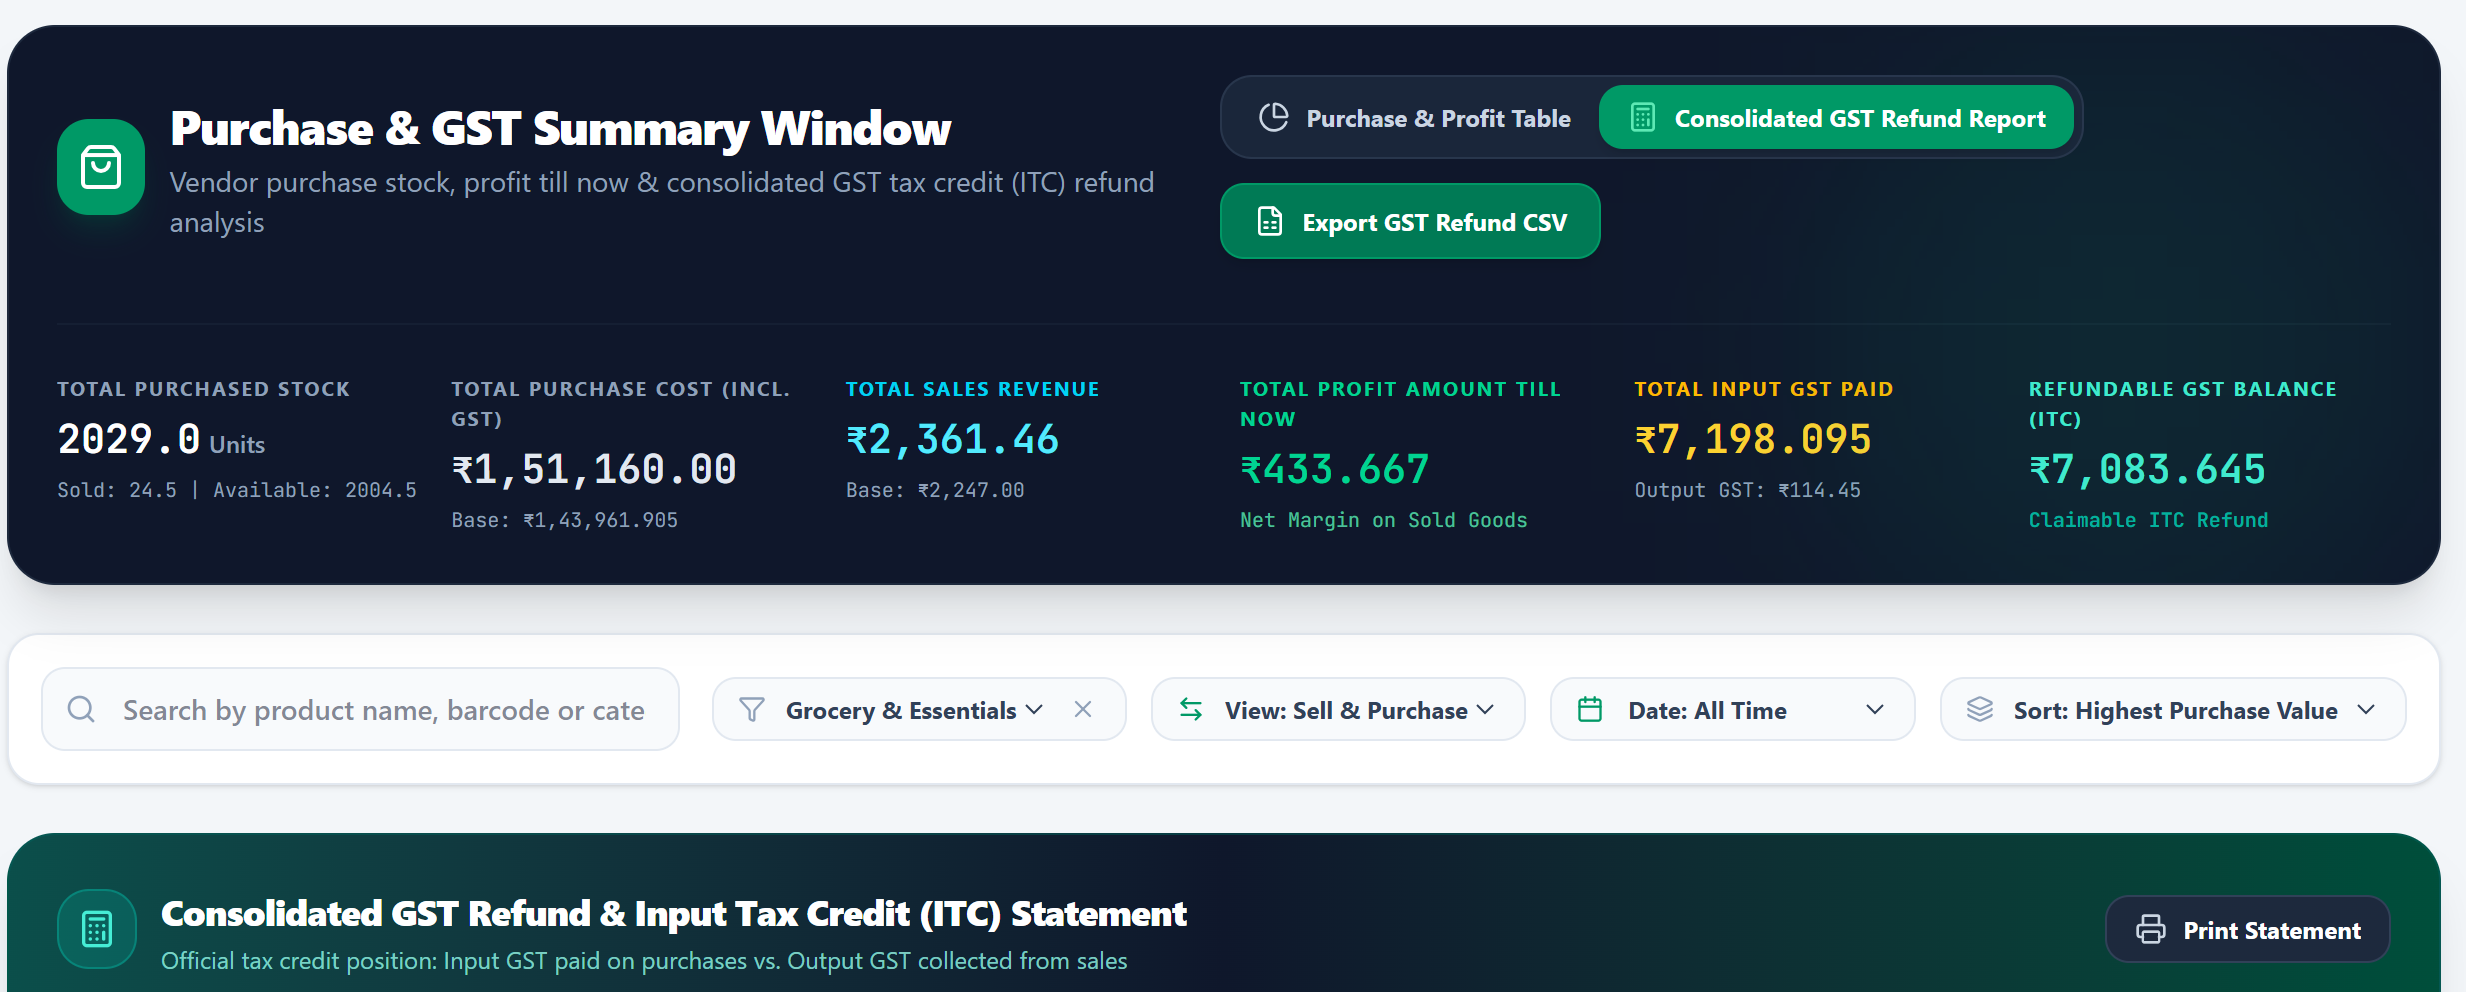 Purchase & GST Summary Window
Vendor purchase stock, profit till now & consolidated GST tax credit (ITC) refund
analysis
Purchase & Profit Table
Consolidated GST Refund Report
Export GST Refund CSV
TOTAL PURCHASED STOCK
2029.0 Units
Sold: 24.5 | Available: 2004.5
TOTAL PURCHASE COST (INCL.
GST)
₹1,51,160.00
Base: ₹1,43,961.905
TOTAL SALES REVENUE
₹2,361.46
Base: ₹2,247.00
TOTAL PROFIT AMOUNT TILL
NOW
₹433.667
Net Margin on Sold Goods
TOTAL INPUT GST PAID
₹7,198.095
Output GST: ₹114.45
REFUNDABLE GST BALANCE
(ITC)
₹7,083.645
Claimable ITC Refund
Search by product name, barcode or cate
Grocery & Essentials
View: Sell & Purchase
Date: All Time
Sort: Highest Purchase Value
Consolidated GST Refund & Input Tax Credit (ITC) Statement
Official tax credit position: Input GST paid on purchases vs. Output GST collected from sales
Print Statement